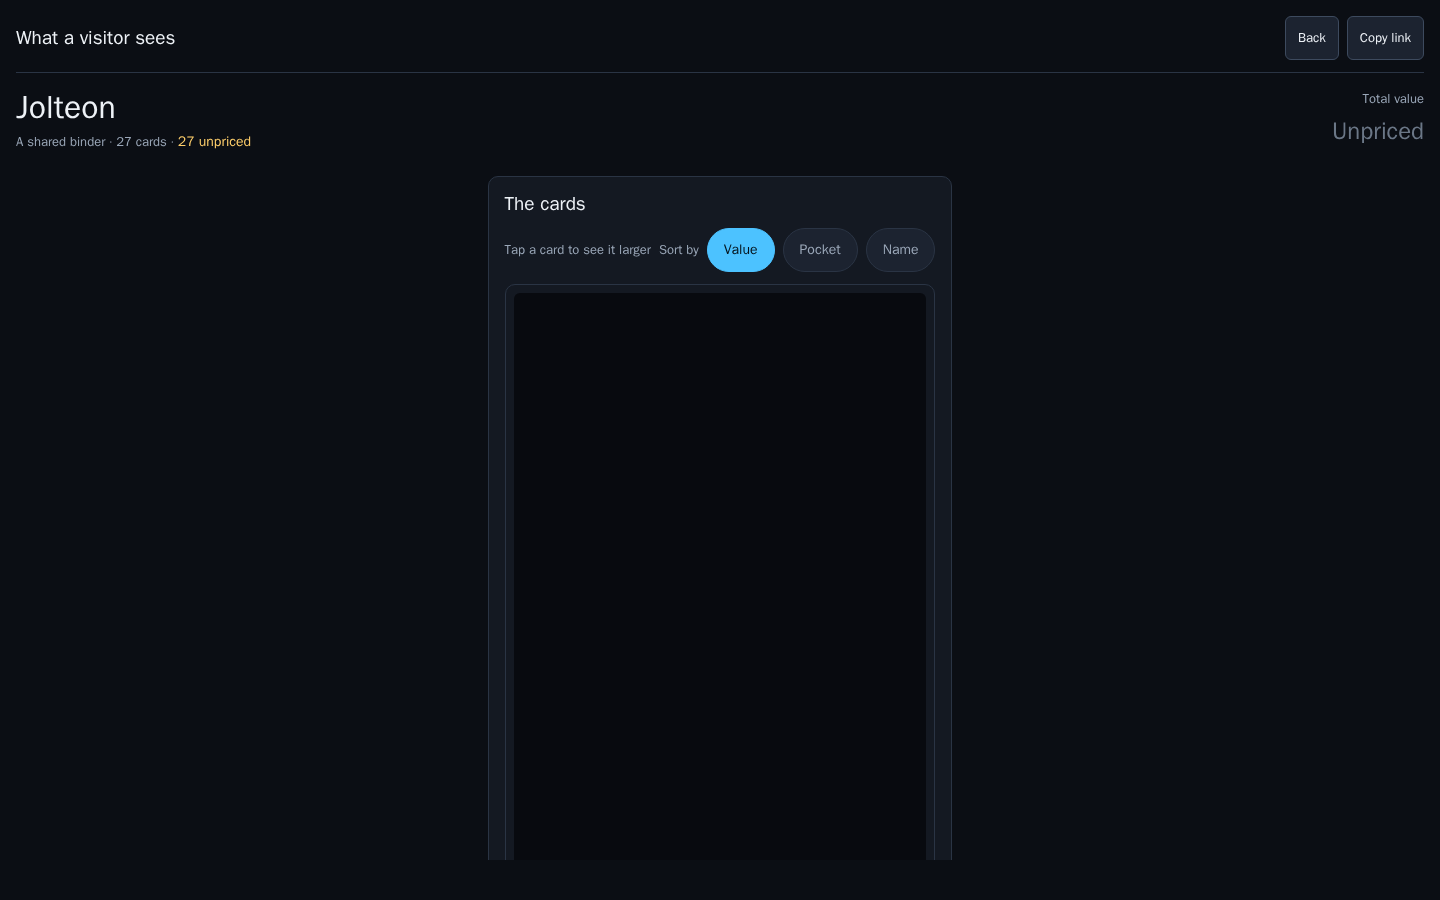 What a visitor sees
Back
Copy link
Jolteon
A shared binder · 27 cards · 27 unpriced
Total value
Unpriced
The cards
Tap a card to see it larger Sort by Value Pocket Name